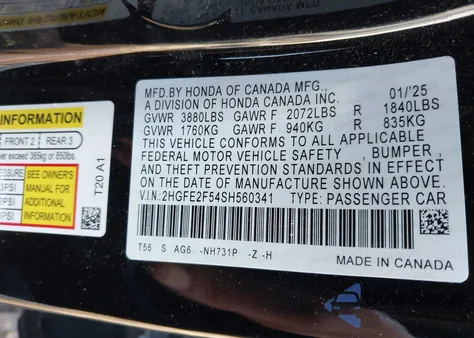 MFD.BY HONDA OF CANADA MFG., 01/'25
A DIVISION OF HONDA CANADA INC.
GVWR 3880LBS GAWR F 2072LBS R 1840LBS
GVWR 1760KG GAWR F 940KG R 835KG
THIS VEHICLE CONFORMS TO ALL APPLICABLE
FEDERAL MOTOR VEHICLE SAFETY , BUMPER ,
AND THEFT PREVENTION STANDARDS IN EFFECT
ON THE DATE OF MANUFACTURE SHOWN ABOVE.
V.I.N.:2HGFE2F54SH560341 TYPE: PASSENGER CAR
T56 S AG6 -NH731P -Z -H
MADE IN CANADA
FRONT 2 REAR 3
385kg or 850lbs.
SEE OWNER'S
MANUAL FOR
ADDITIONAL
INFORMATION
T20 A1